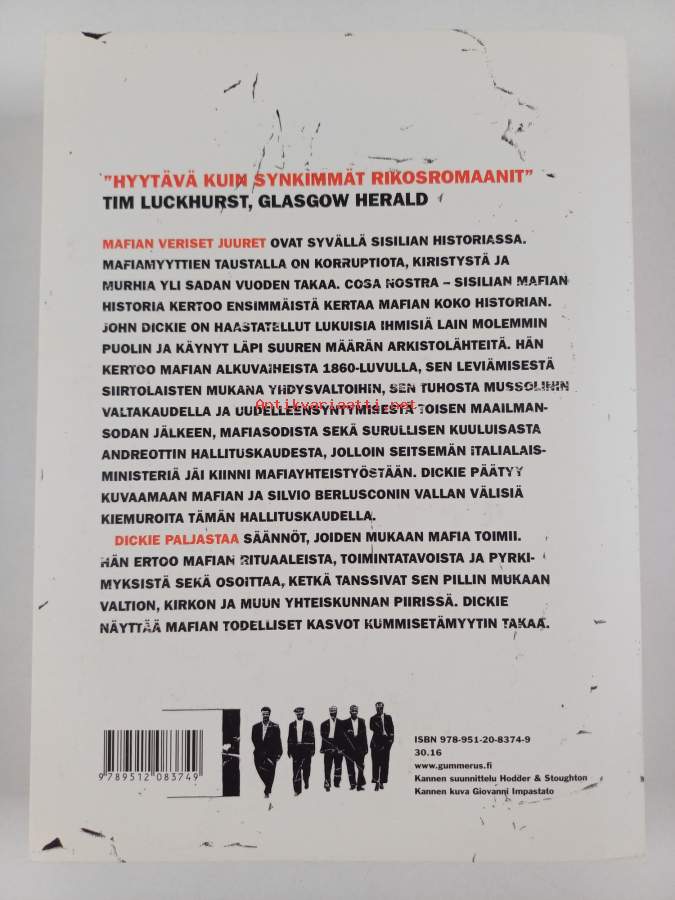 "HYYTÄVÄ KUIN SYNKIMMÄT RIKOSROMAANIT"
TIM LUCKHURST, GLASGOW HERALD
MAFIAN VERISET JUURET OVAT SYVÄLLÄ SISILIAN HISTORIASSA.
MAFIAMYYTTIEN TAUSTALLA ON KORRUPTIOTA, KIRISTYSTÄ JA
MURHIA YLI SADAN VUODEN TAKAA. COSA NOSTRA – SISILIAN MAFIAN
HISTORIA KERTOO ENSIMMÄISTÄ KERTAA MAFIAN KOKO HISTORIAN.
JOHN DICKIE ON HAASTATELLUT LUKUISIA IHMISIÄ LAIN MOLEMMIN
PUOLIN JA KÄYNYT LÄPI SUUREN MÄÄRÄN ARKISTOLÄHTEITÄ. HÄN
KERTOO MAFIAN ALKUVAIHEISTA 1860-LUVULLA, SEN LEVIÄMISESTÄ
SIIRTOLAISTEN MUKANA YHDYSVALTOIHIN, SEN TUHOSTA MUSSOLININ
VALTAKAUDELLA JA UUDELLEENSYNTYMISESTÄ TOISEN MAAILMAN-
Antikvariaatti.net
SODAN JÄLKEEN, MAFIASODISTA SEKÄ SURULLISEN KUULUISASTA
ANDREOTTIN HALLITUSKAUDESTA, JOLLOIN SEITSEMÄN ITALIALAIS-
MINISTERIÄ JÄI KIINNI MAFIAYHTEISTYÖSTÄÄN. DICKIE PÄÄTYY
KUVAAMAAN MAFIAN JA SILVIO BERLUSCONIN VALLAN VÄLISIÄ
KIEMUROITA TÄMÄN HALLITUSKAUDELLA.
DICKIE PALJASTAA SÄÄNNÖT, JOIDEN MUKAAN MAFIA TOIMII.
HÄN ERTOO MAFIAN RITUAALEISTA, TOIMINTATAVOISTA JA PYRKI-
MYKSISTÄ SEKÄ OSOITTAA, KETKÄ TANSSIVAT SEN PILLIN MUKAAN
VALTION, KIRKON JA MUUN YHTEISKUNNAN PIIRISSÄ. DICKIE
NÄYTTÄÄ MAFIAN TODELLISET KASVOT KUMMISETÄMYYTIN TAKAA.
ISBN 978-951-20-8374-9
30.16
www.gummerus.fi
Kannen suunnittelu Hodder & Stoughton
Kannen kuva Giovanni Impastato
9 789512 083749